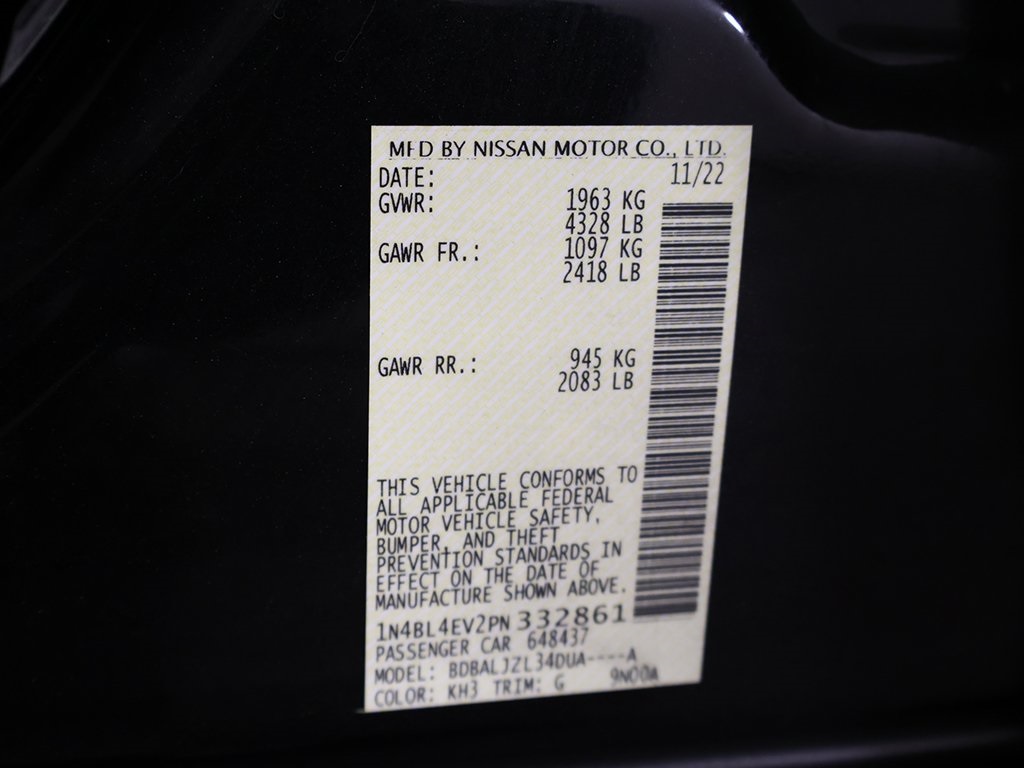 MFD BY NISSAN MOTOR CO., LTD.
DATE: 11/22
GVWR: 1963 KG
4328 LB
GAWR FR.: 1097 KG
2418 LB
GAWR RR.: 945 KG
2083 LB
THIS VEHICLE CONFORMS TO
ALL APPLICABLE FEDERAL
MOTOR VEHICLE SAFETY,
BUMPER, AND THEFT
PREVENTION STANDARDS IN
EFFECT ON THE DATE OF
MANUFACTURE SHOWN ABOVE.
1N4BL4EV2PN332861
PASSENGER CAR 648437
MODEL: BDBALJZL34DUA----A
COLOR: KH3 TRIM: G 9N00A